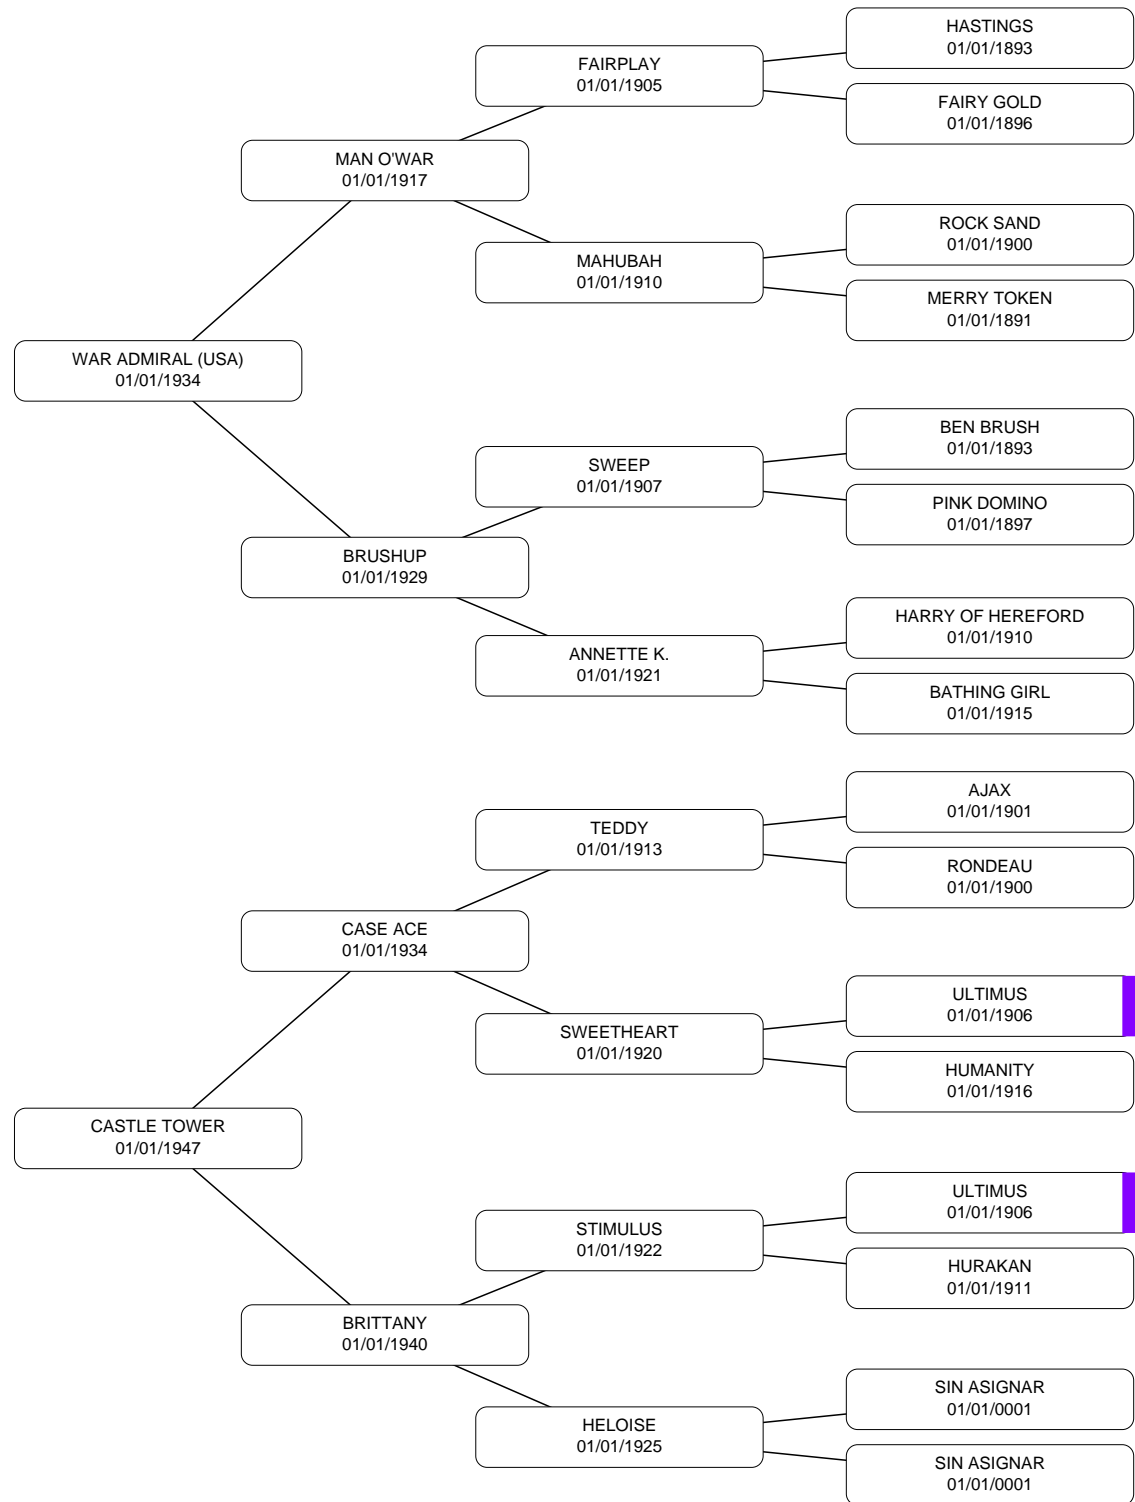 HASTINGS
01/01/1893
FAIRPLAY
01/01/1905
FAIRY GOLD
01/01/1896
MAN O'WAR
01/01/1917
ROCK SAND
01/01/1900
MAHUBAH
01/01/1910
MERRY TOKEN
01/01/1891
WAR ADMIRAL (USA)
01/01/1934
BEN BRUSH
01/01/1893
SWEEP
01/01/1907
PINK DOMINO
01/01/1897
BRUSHUP
01/01/1929
HARRY OF HEREFORD
01/01/1910
ANNETTE K.
01/01/1921
BATHING GIRL
01/01/1915
AJAX
01/01/1901
TEDDY
01/01/1913
RONDEAU
01/01/1900
CASE ACE
01/01/1934
ULTIMUS
01/01/1906
SWEETHEART
01/01/1920
HUMANITY
01/01/1916
CASTLE TOWER
01/01/1947
ULTIMUS
01/01/1906
STIMULUS
01/01/1922
HURAKAN
01/01/1911
BRITTANY
01/01/1940
SIN ASIGNAR
01/01/0001
HELOISE
01/01/1925
SIN ASIGNAR
01/01/0001